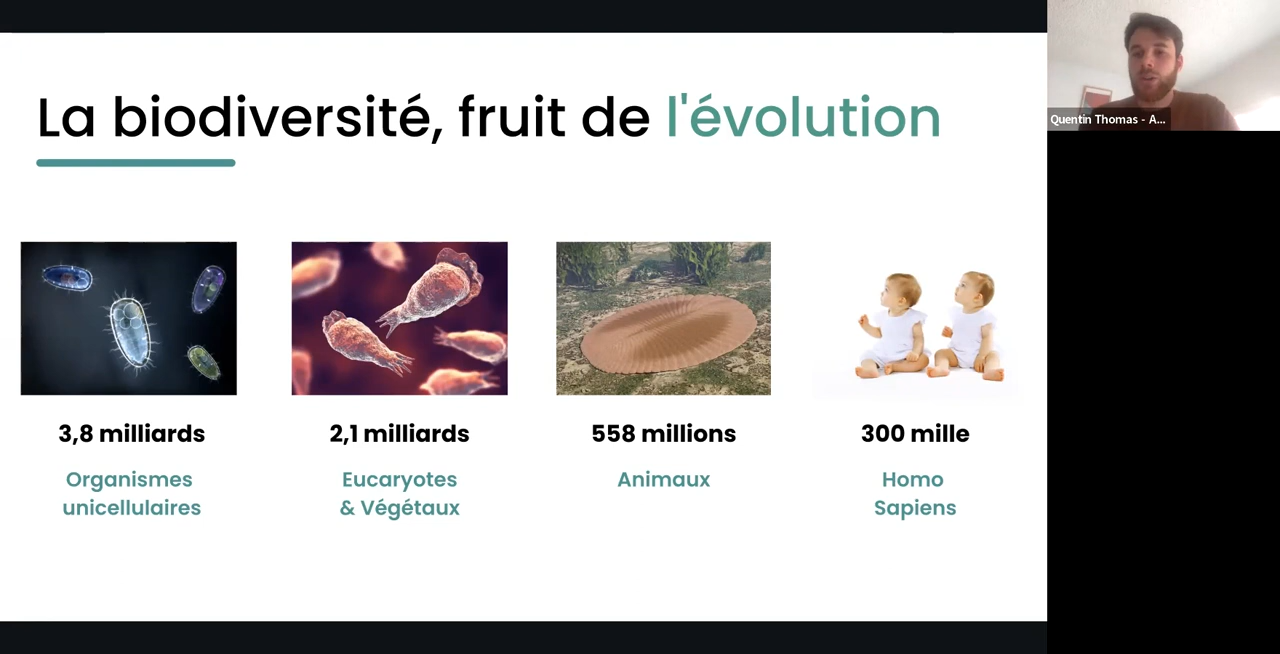 La biodiversité, fruit de l'évolution
3,8 milliards
Organismes
unicellulaires
2,1 milliards
Eucaryotes
& Végétaux
558 millions
Animaux
300 mille
Homo
Sapiens
Quentin Thomas - A...